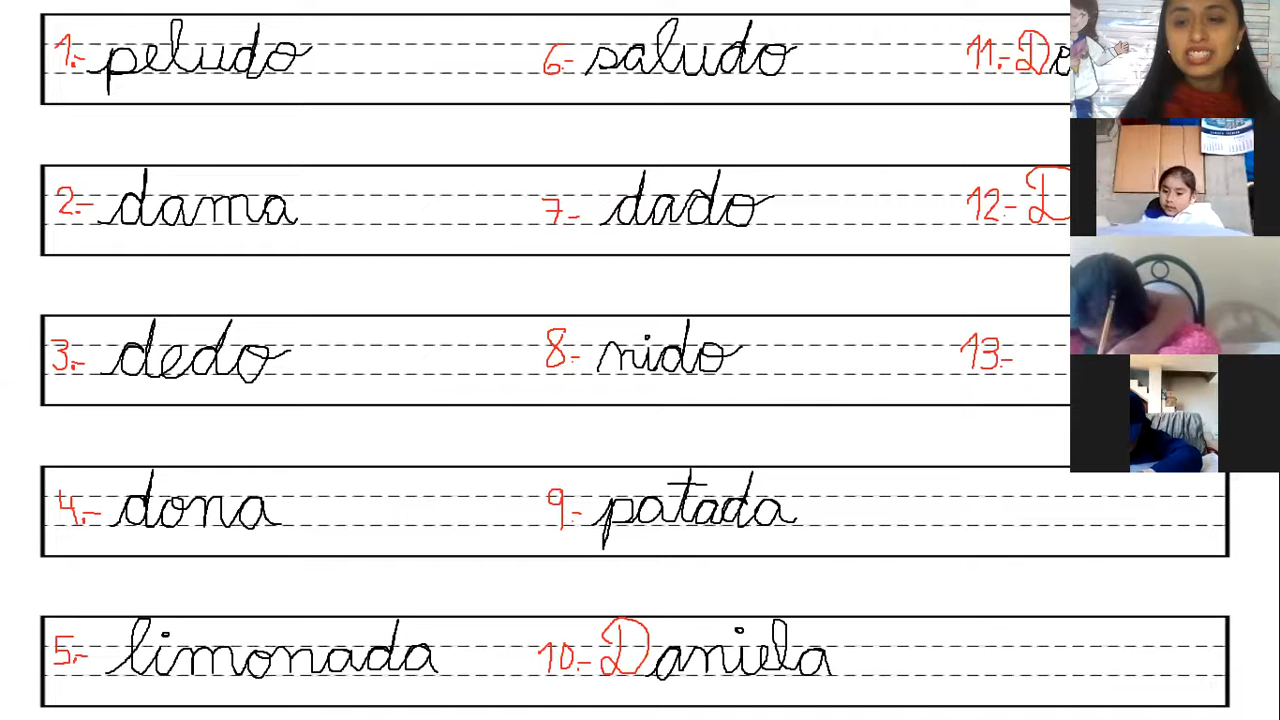 1.- peludo 6.- saludo 11.- D
2.- dama 7.- dado 12.- D
3.- dedo 8.- nido 13.-
4.- dona 9.- patada
5.- limonada 10.- Daniela